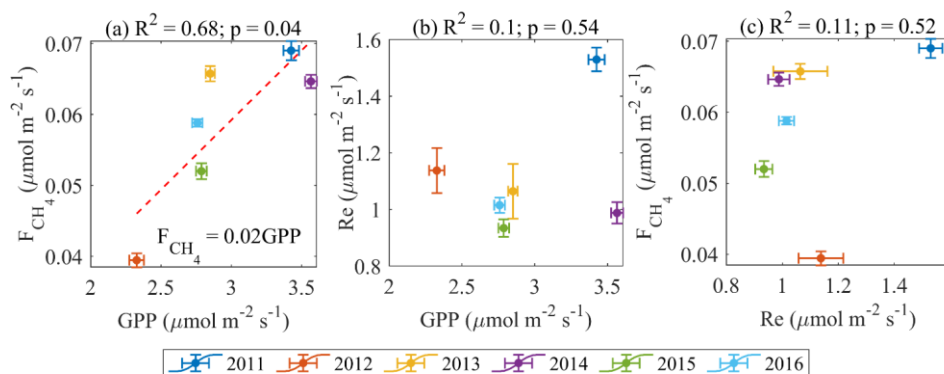 (a) R² = 0.68; p = 0.04
0.07
0.06
0.05
0.04
F_CH₄ (μmol m⁻² s⁻¹)
F_CH₄ = 0.02GPP
2 2.5 3 3.5
GPP (μmol m⁻² s⁻¹)
(b) R² = 0.1; p = 0.54
1.6
1.4
1.2
1
0.8
Re (μmol m⁻² s⁻¹)
2 2.5 3 3.5
GPP (μmol m⁻² s⁻¹)
(c) R² = 0.11; p = 0.52
0.07
0.06
0.05
0.04
F_CH₄ (μmol m⁻² s⁻¹)
0.8 1 1.2 1.4
Re (μmol m⁻² s⁻¹)
2011 2012 2013 2014 2015 2016